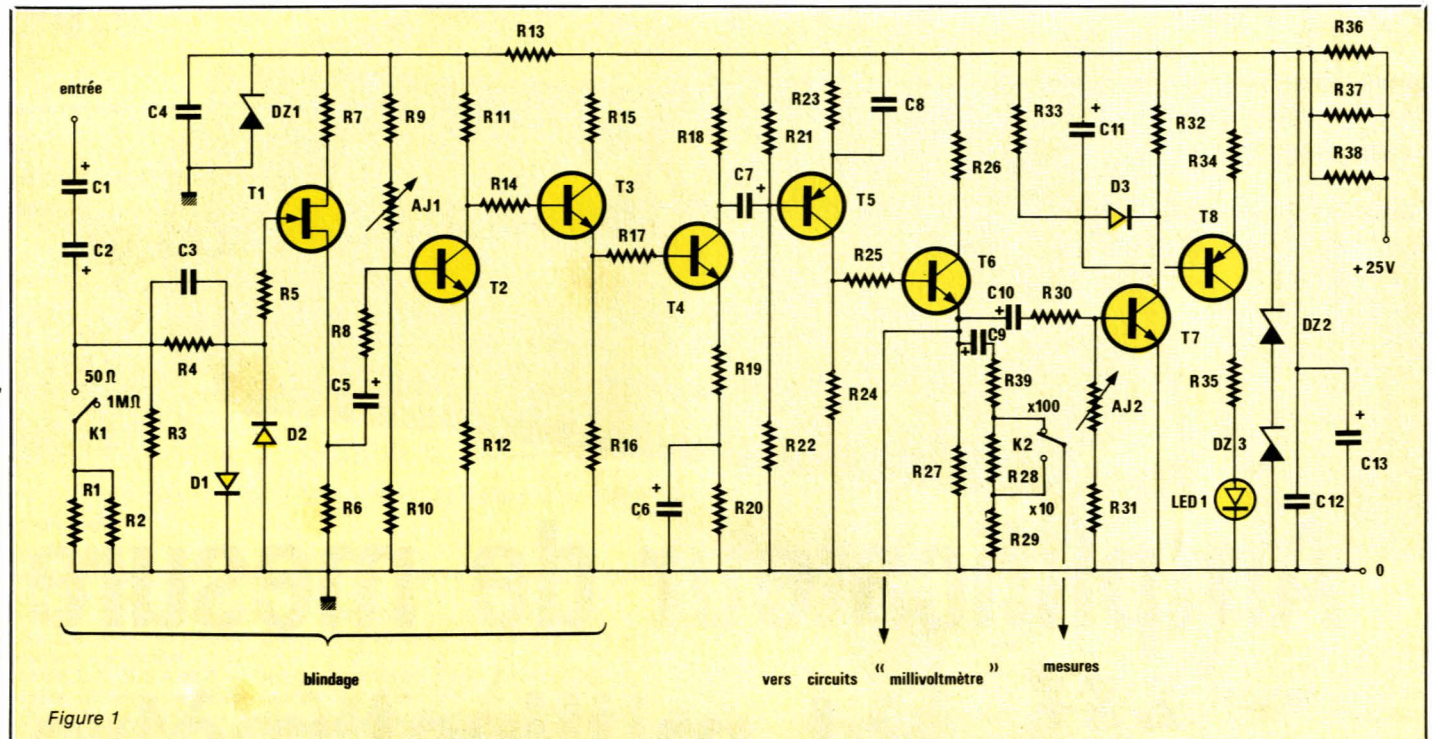 R13
R36
entrée
C4
DZ1
R7
R9
R11
R15
R23
C8
R37
R18
R21
R33
C11
R32
R34
R26
R38
C1
T1
R14
T3
C7
AJ1
T5
D3
T8
C2
C3
R17
R25
T6
+ 25V
T2
T4
R5
C10
R30
R8
C9
T7
DZ2
R4
50 Ω
1MΩ
K1
C5
R19
R24
R39
R35
x100
AJ2
R3
D2
R12
R16
R22
R27
K2
R28
DZ 3
C13
D1
R1
R2
R6
R10
C6
R20
x10
R29
R31
LED 1
C12
0
blindage
vers circuits “ millivoltmètre ”
mesures
Figure 1